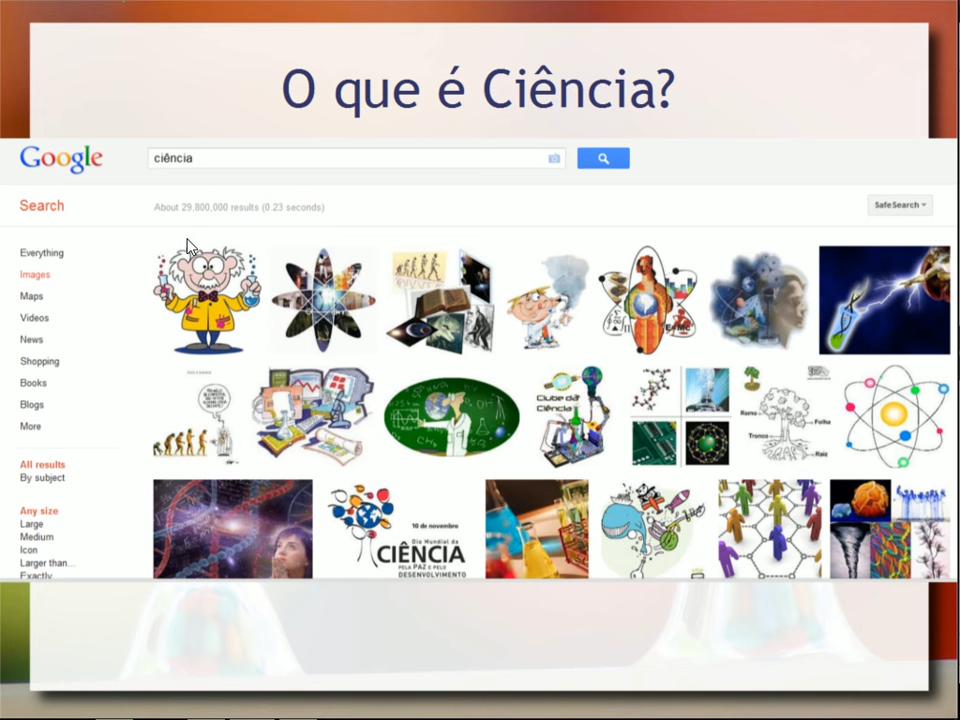 O que é Ciência?
Google
ciência
Search
About 29,800,000 results (0.23 seconds)
SafeSearch
Everything
Images
Maps
Videos
News
Shopping
Books
Blogs
More
All results
By subject
Any size
Large
Medium
Icon
Larger than...
Exactly
Clube da
Ciência
Ramo
Folha
Tronco
Raiz
10 de novembro
Dia Mundial da
CIÊNCIA
PELA PAZ E PELO
DESENVOLVIMENTO